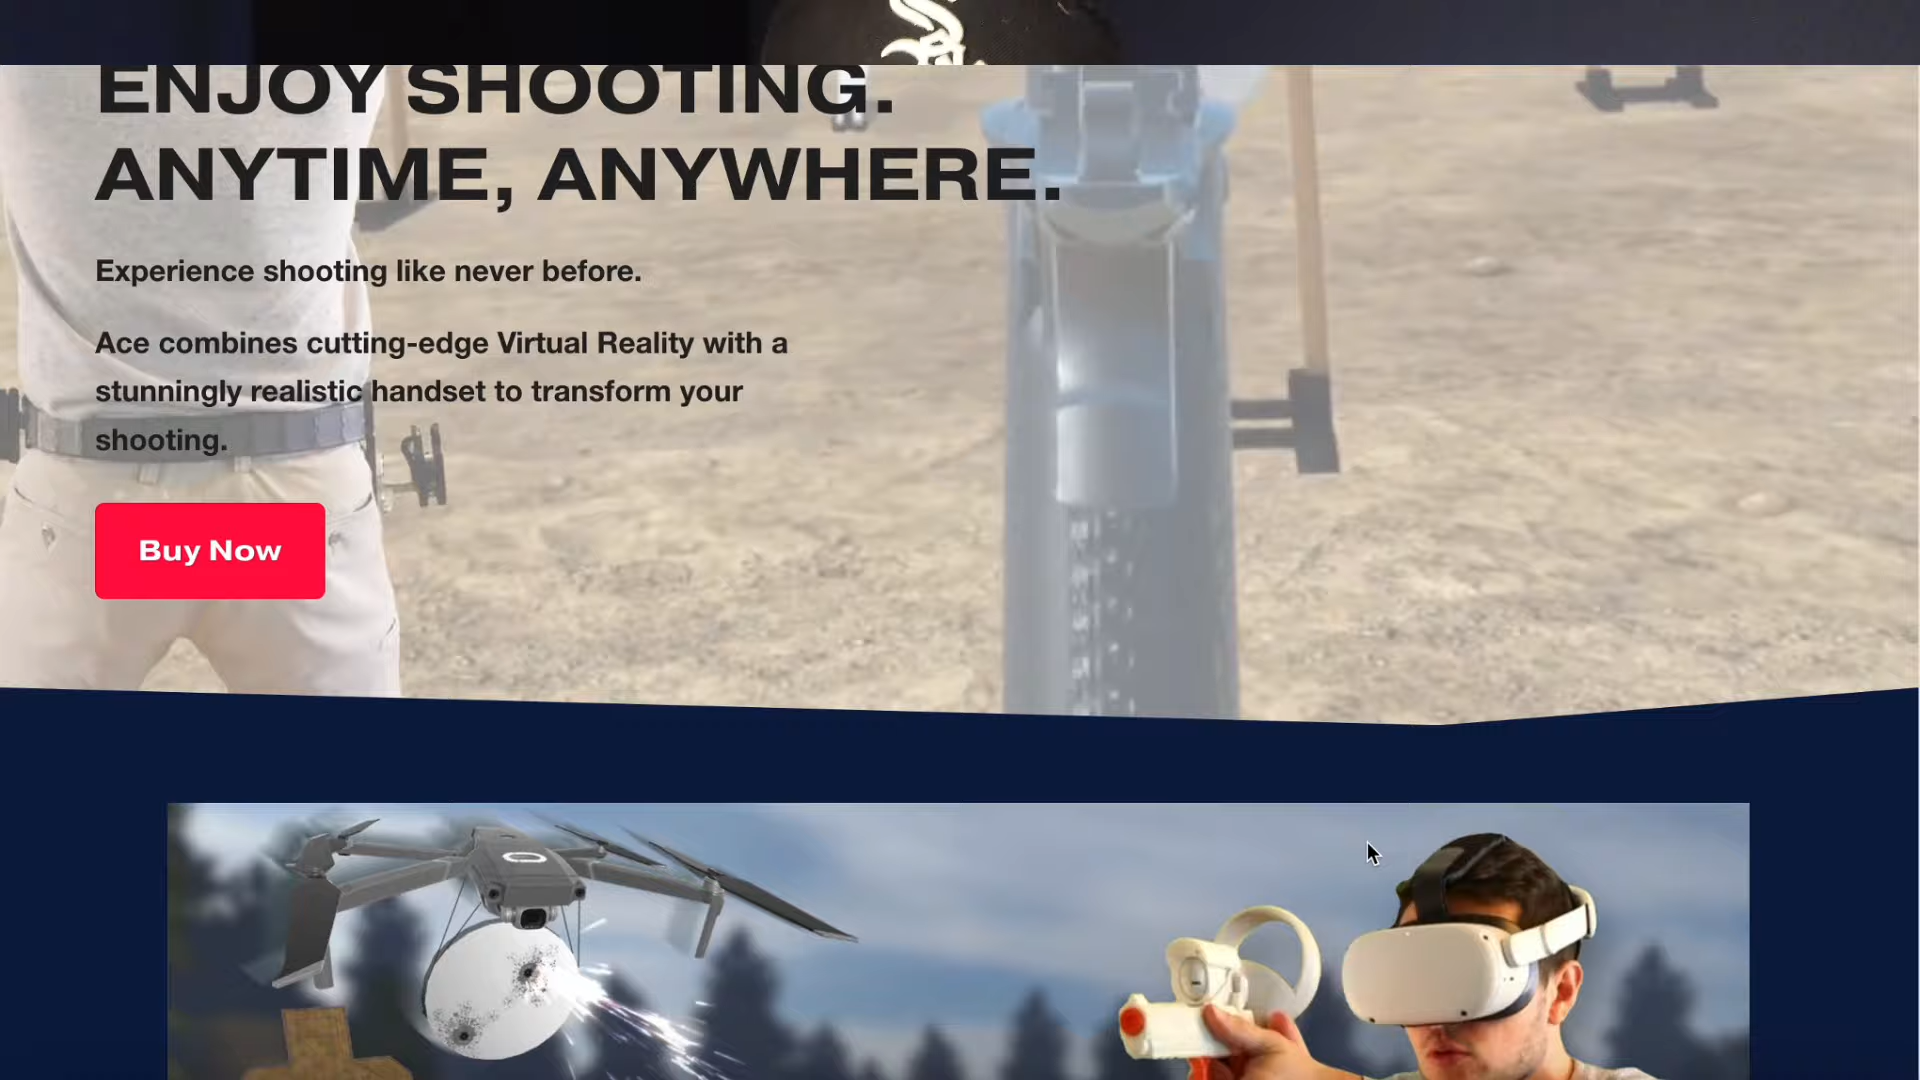 ENJOY SHOOTING.
ANYTIME, ANYWHERE.
Experience shooting like never before.
Ace combines cutting-edge Virtual Reality with a
stunningly realistic handset to transform your
shooting.
Buy Now